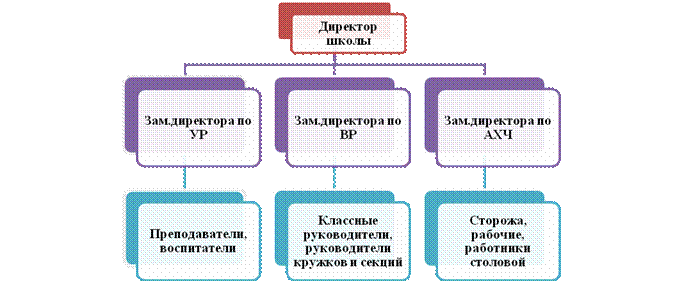 Директор
школы
Зам.директора по
УР
Зам.директора по
ВР
Зам.директора по
АХЧ
Преподаватели,
воспитатели
Классные
руководители,
руководители
кружков и секций
Сторожа,
рабочие,
работники
столовой